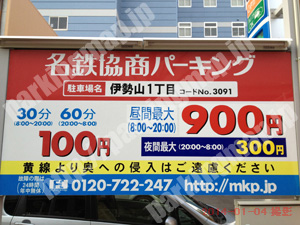 名鉄協商パーキング
駐車場名 伊勢山1丁目 コードNo.3091
30分 60分 昼間最大 900円
(8:00~20:00) (20:00~8:00) (8:00~20:00)
100円 夜間最大 (20:00~8:00) 300円
黄線より奥への侵入はご遠慮ください
故障の際は 24時間 年中無休 0120-722-247 http://mkp.jp